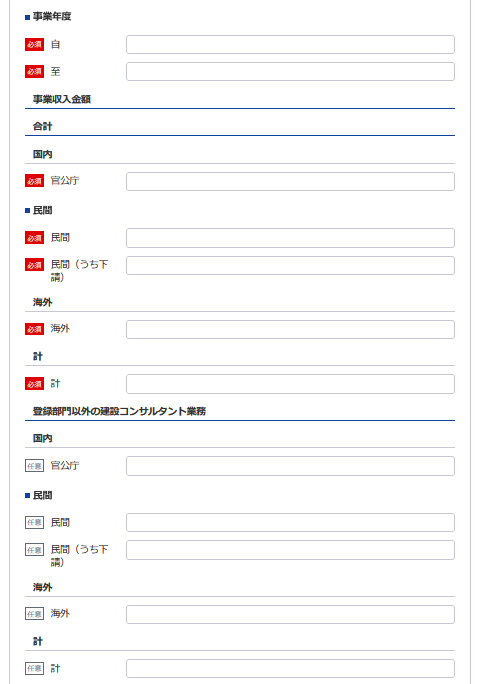 事業年度
必須 自
必須 至
事業収入金額
合計
国内
必須 官公庁
民間
必須 民間
必須 民間（うち下
請）
海外
必須 海外
計
必須 計
登録部門以外の建設コンサルタント業務
国内
任意 官公庁
民間
任意 民間
任意 民間（うち下
請）
海外
任意 海外
計
任意 計